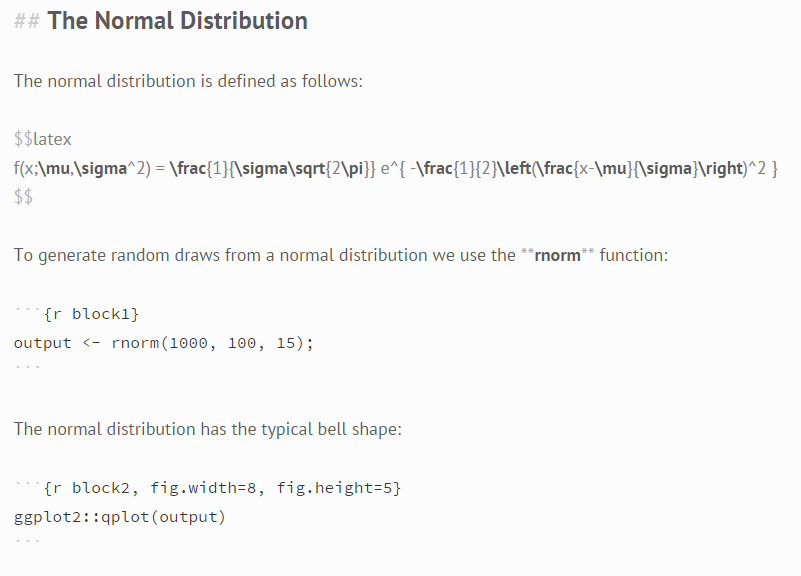 ## The Normal Distribution
The normal distribution is defined as follows:
$$latex
f(x;\mu,\sigma^2) = \frac{1}{\sigma\sqrt{2\pi}} e^{ -\frac{1}{2}\left(\frac{x-\mu}{\sigma}\right)^2 }
$$
To generate random draws from a normal distribution we use the **rnorm** function:
```{r block1}
output <- rnorm(1000, 100, 15);
```
The normal distribution has the typical bell shape:
```{r block2, fig.width=8, fig.height=5}
ggplot2::qplot(output)
```